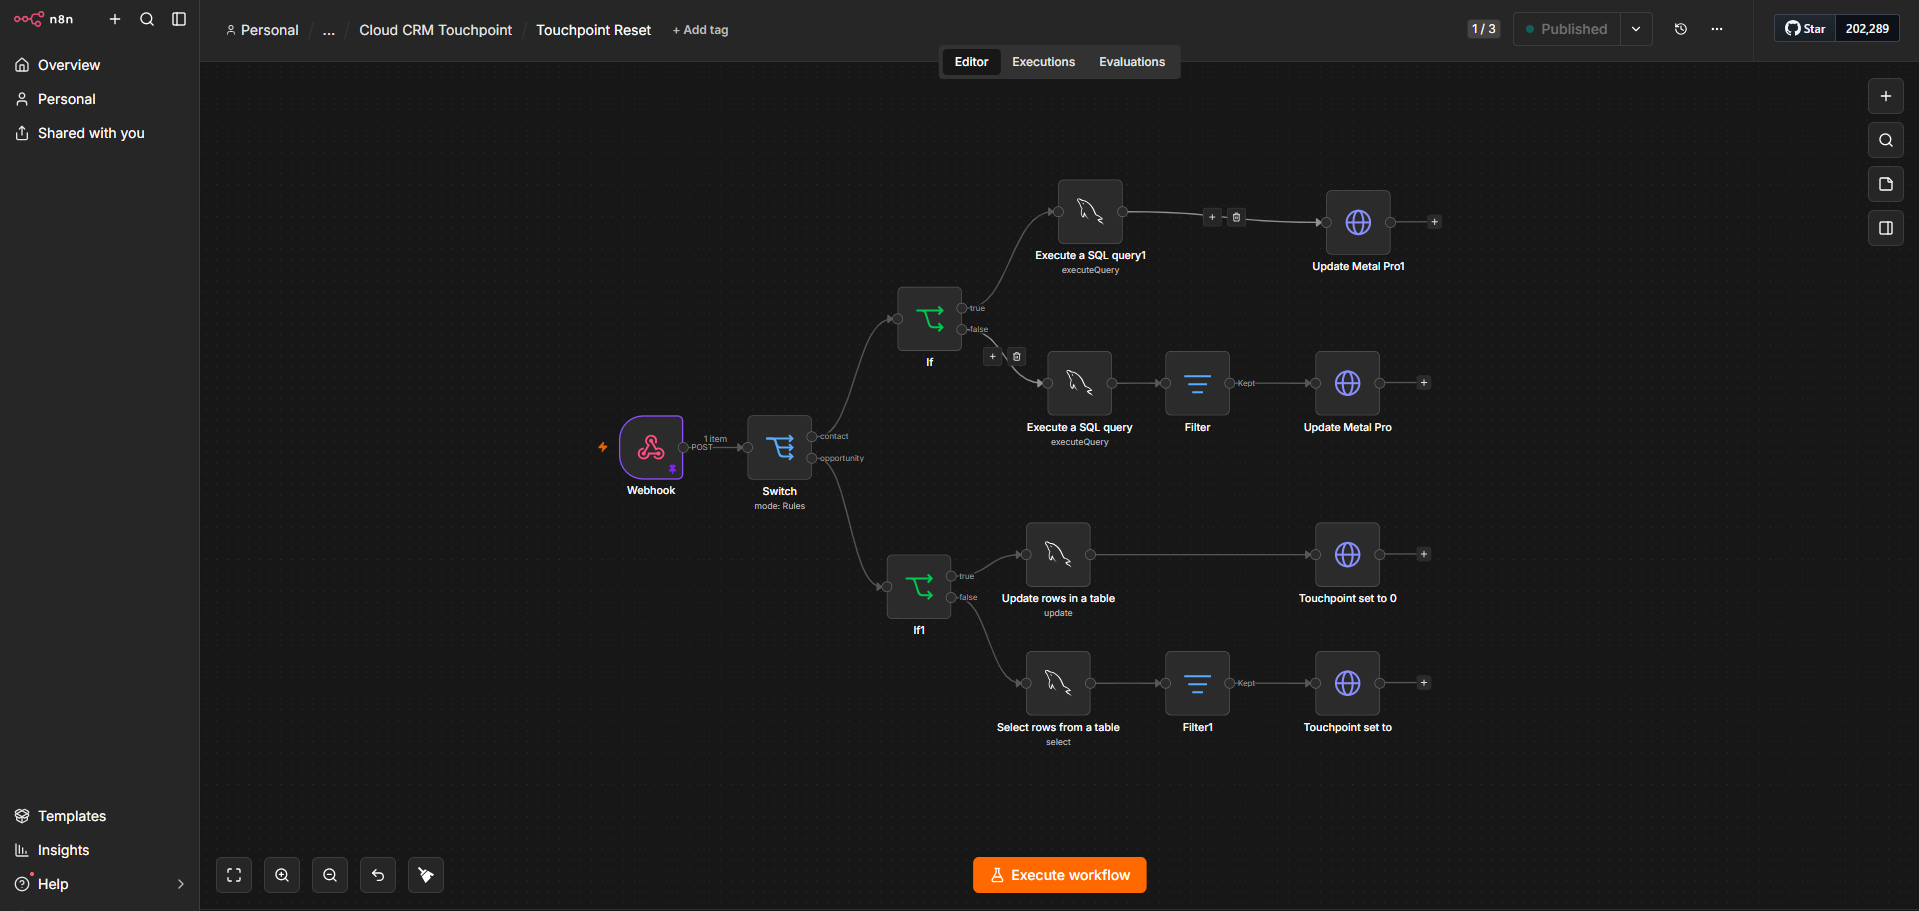 n8n
Personal / ... / Cloud CRM Touchpoint / Touchpoint Reset + Add tag
1 / 3
Published
Star 202,289
Editor Executions Evaluations
Overview
Personal
Shared with you
Execute a SQL query1
executeQuery
Update Metal Pro1
true
false
If
Kept
Execute a SQL query
executeQuery
Filter
Update Metal Pro
1 item
POST
contact
opportunity
Webhook
Switch
mode: Rules
true
false
If1
Update rows in a table
update
Touchpoint set to 0
Kept
Select rows from a table
select
Filter1
Touchpoint set to
Templates
Insights
Help
Execute workflow